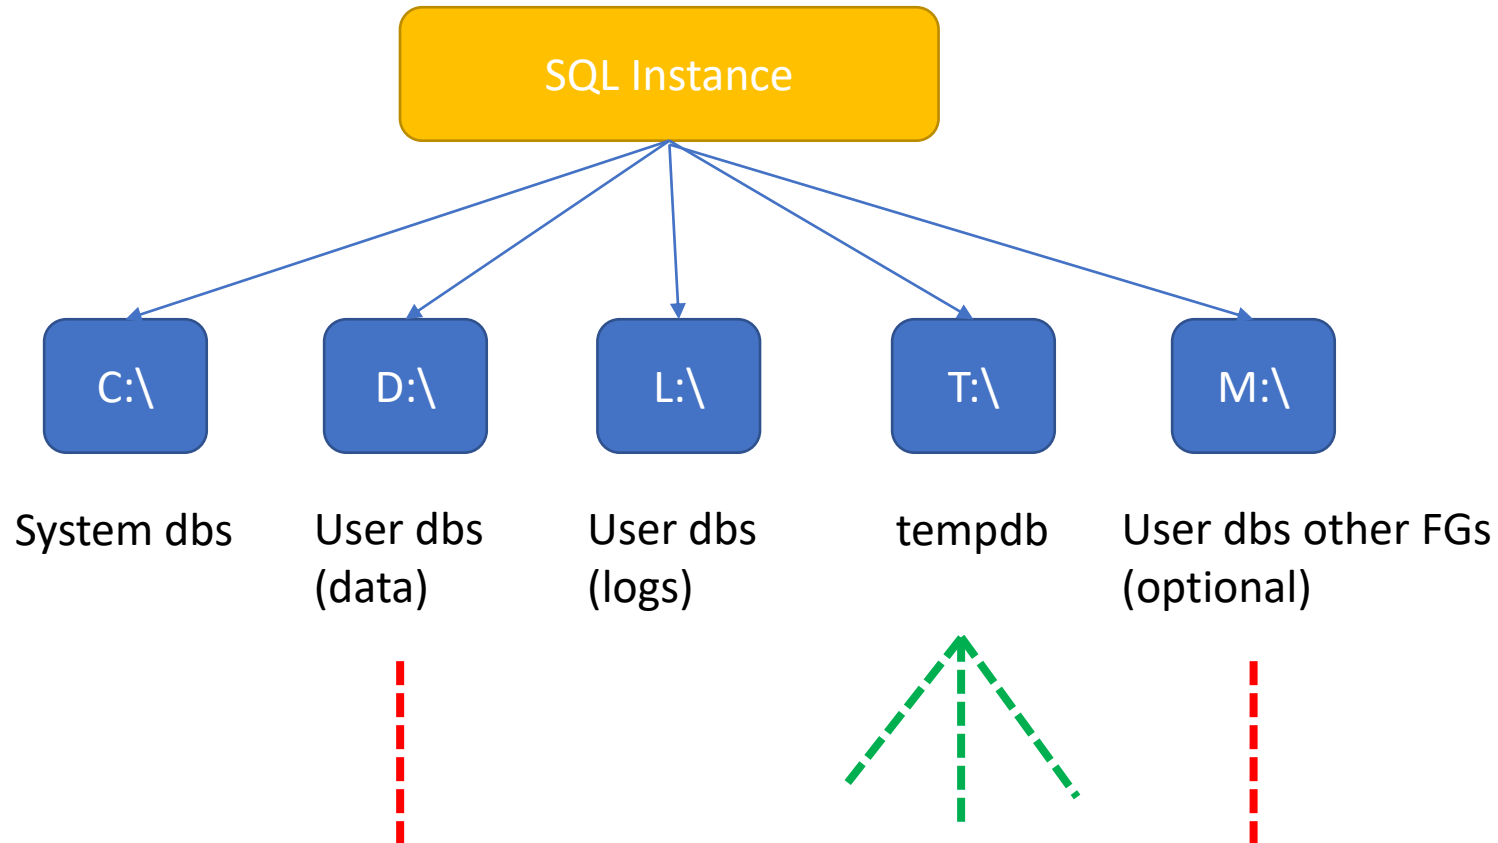 SQL Instance
C:\
D:\
L:\
T:\
M:\
System dbs
User dbs
(data)
User dbs
(logs)
tempdb
User dbs other FGs
(optional)